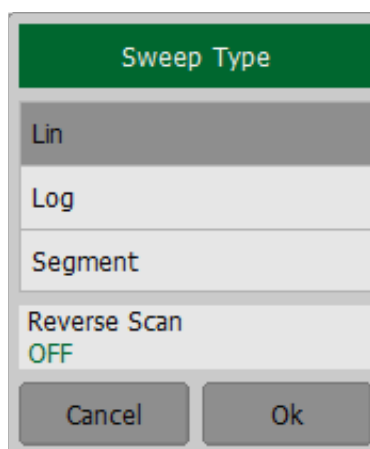 Sweep Type
Lin
Log
Segment
Reverse Scan
OFF
Cancel
Ok